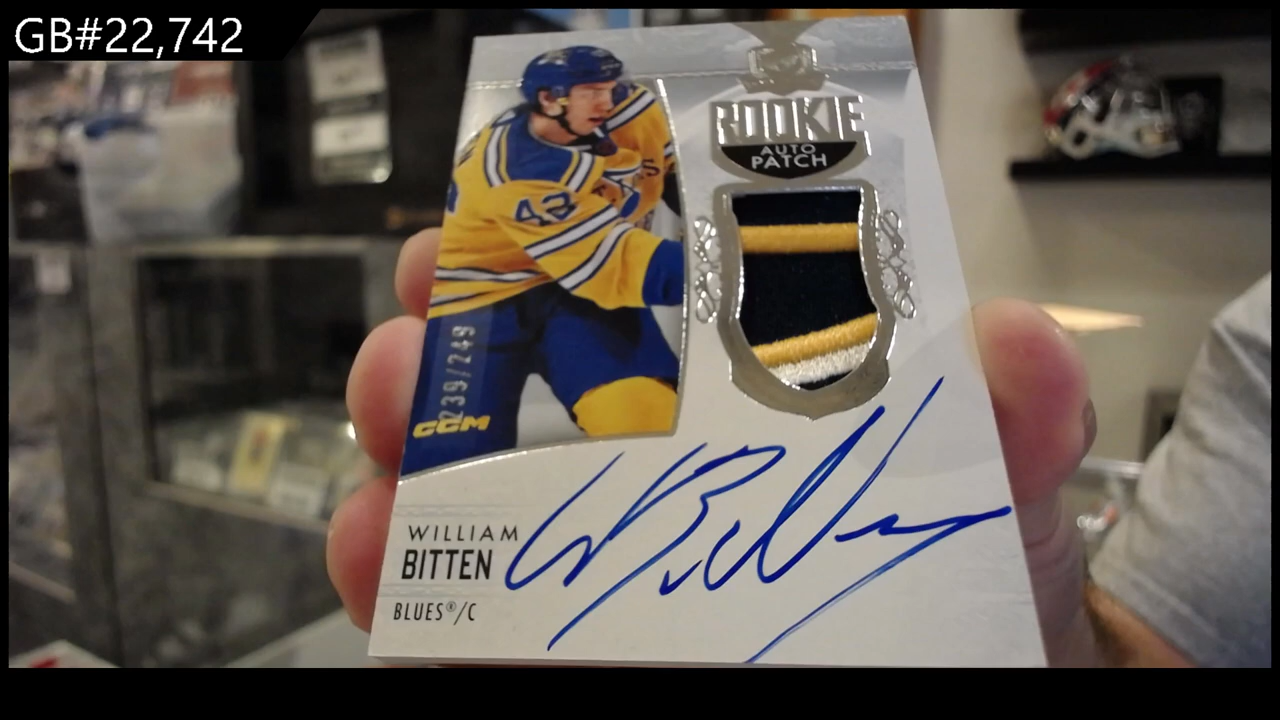 GB#22,742
ROOKIE
AUTO
PATCH
42
239/249
CCM
WILLIAM
BITTEN
BLUES®/C